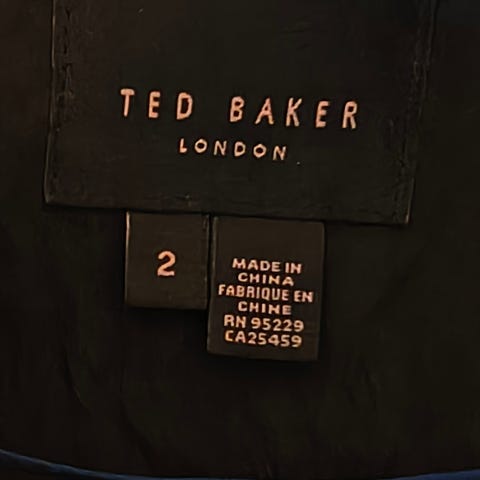 TED BAKER
LONDON
2
MADE IN
CHINA
FABRIQUE EN
CHINE
RN 95229
CA25459